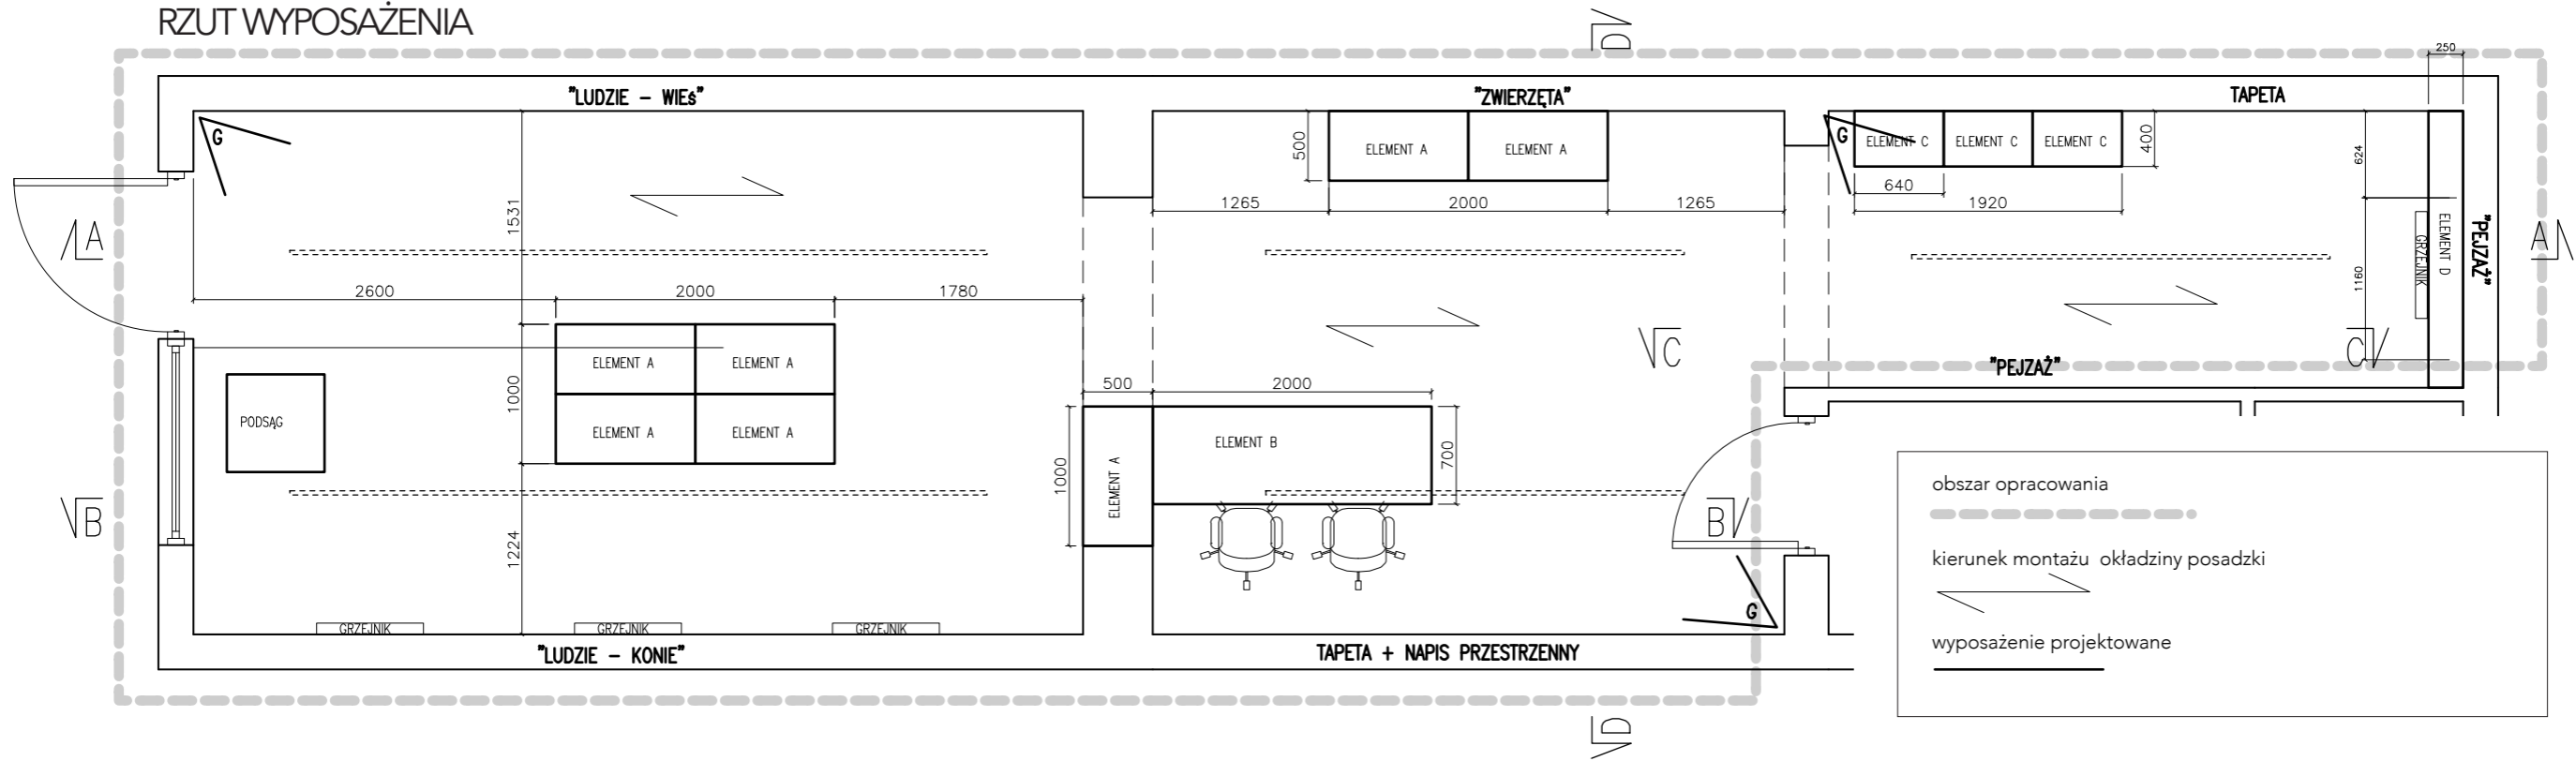 RZUT WYPOSAŻENIA
D
250
"LUDZIE - WIEś"
"ZWIERZĘTA"
TAPETA
G
500
ELEMENT A
ELEMENT A
G
ELEMENT C
ELEMENT C
ELEMENT C
400
624
640
1265
2000
1265
1920
1531
A
ELEMENT D
GRZEJNIK
"PEJZAŻ"
A
1160
2600
2000
1780
C
C
"PEJZAŻ"
ELEMENT A
ELEMENT A
500
2000
1000
PODSĄG
ELEMENT A
ELEMENT A
ELEMENT B
700
1000
ELEMENT A
B
B
1224
G
GRZEJNIK
GRZEJNIK
GRZEJNIK
"LUDZIE - KONIE"
TAPETA + NAPIS PRZESTRZENNY
D
obszar opracowania
kierunek montażu okładziny posadzki
wyposażenie projektowane